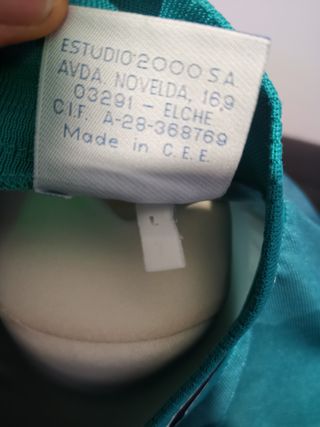 ESTUDIO 2000 S A
AVDA. NOVELDA, 169
03291 - ELCHE
C.I.F. A-28-368769
Made in C.E.E.
L